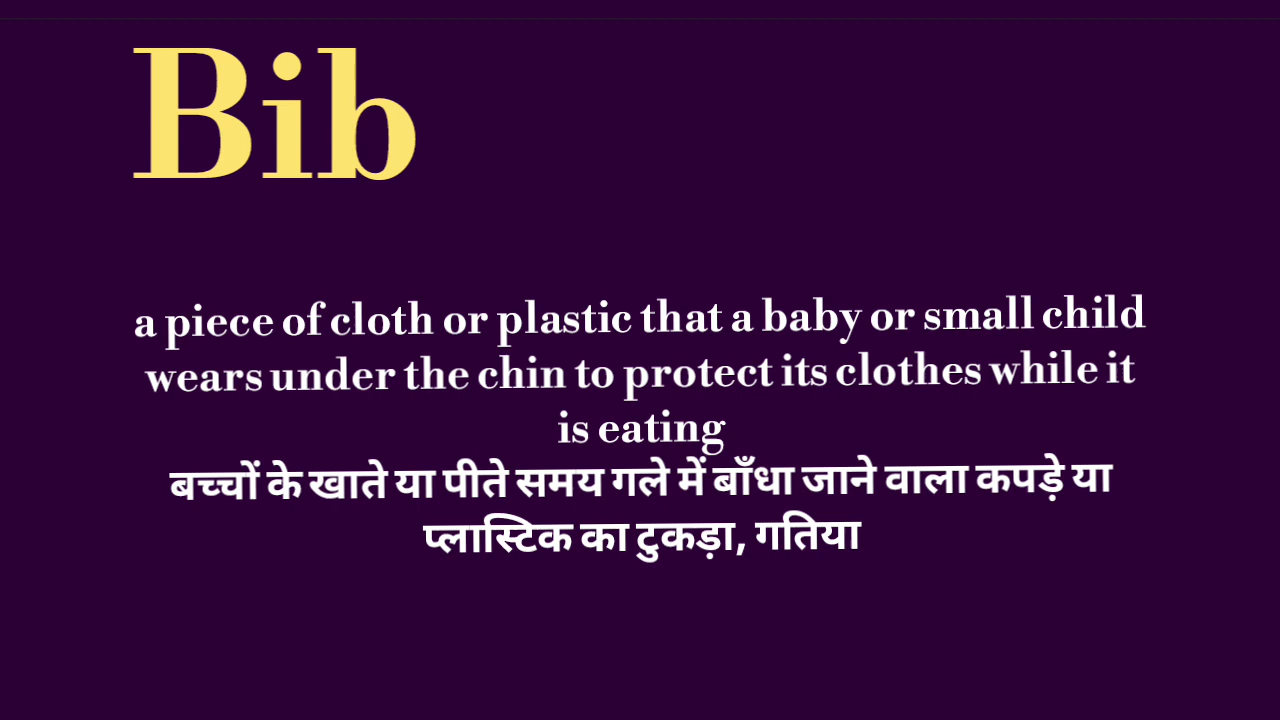 Bib
a piece of cloth or plastic that a baby or small child
wears under the chin to protect its clothes while it
is eating
बच्चों के खाते या पीते समय गले में बाँधा जाने वाला कपड़े या
प्लास्टिक का टुकड़ा, गतिया